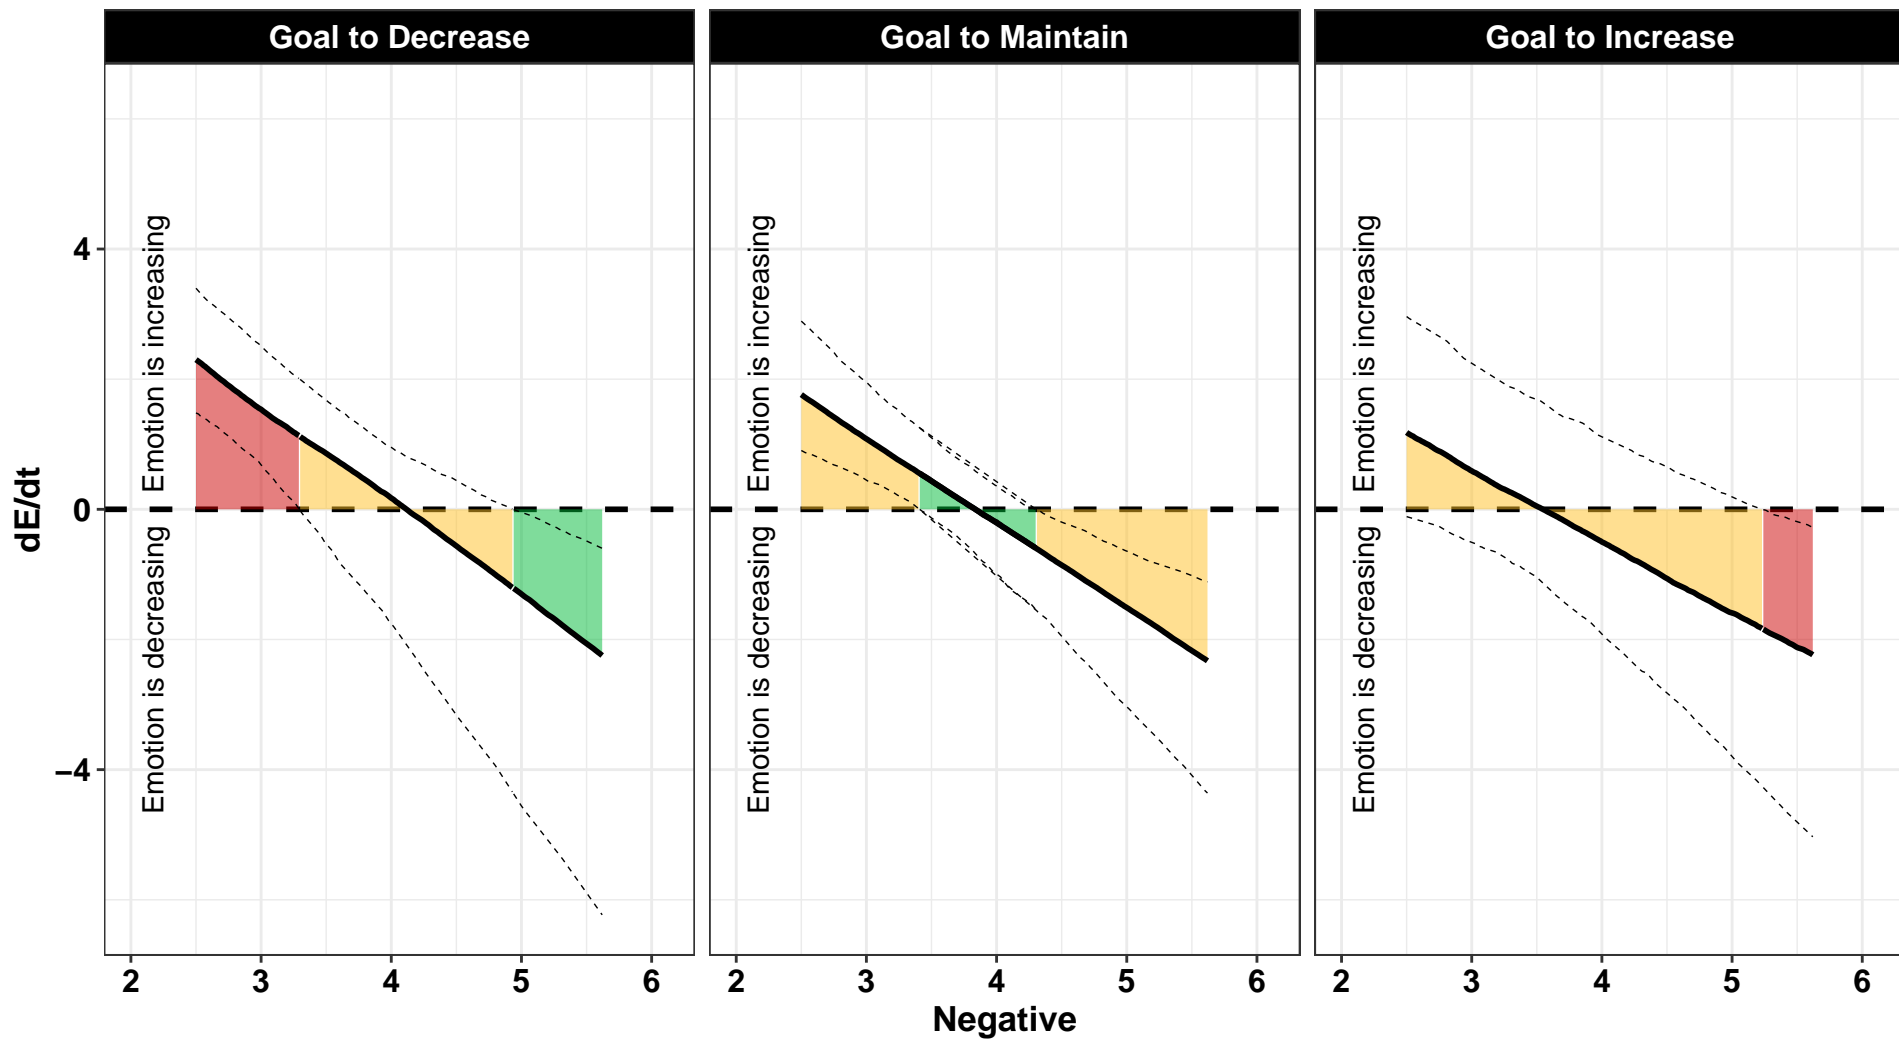 Goal to Decrease
Goal to Maintain
Goal to Increase
dE/dt
4
0
−4
Emotion is increasing
Emotion is decreasing
Emotion is increasing
Emotion is decreasing
Emotion is increasing
Emotion is decreasing
2 3 4 5 6
2 3 4 5 6
2 3 4 5 6
Negative